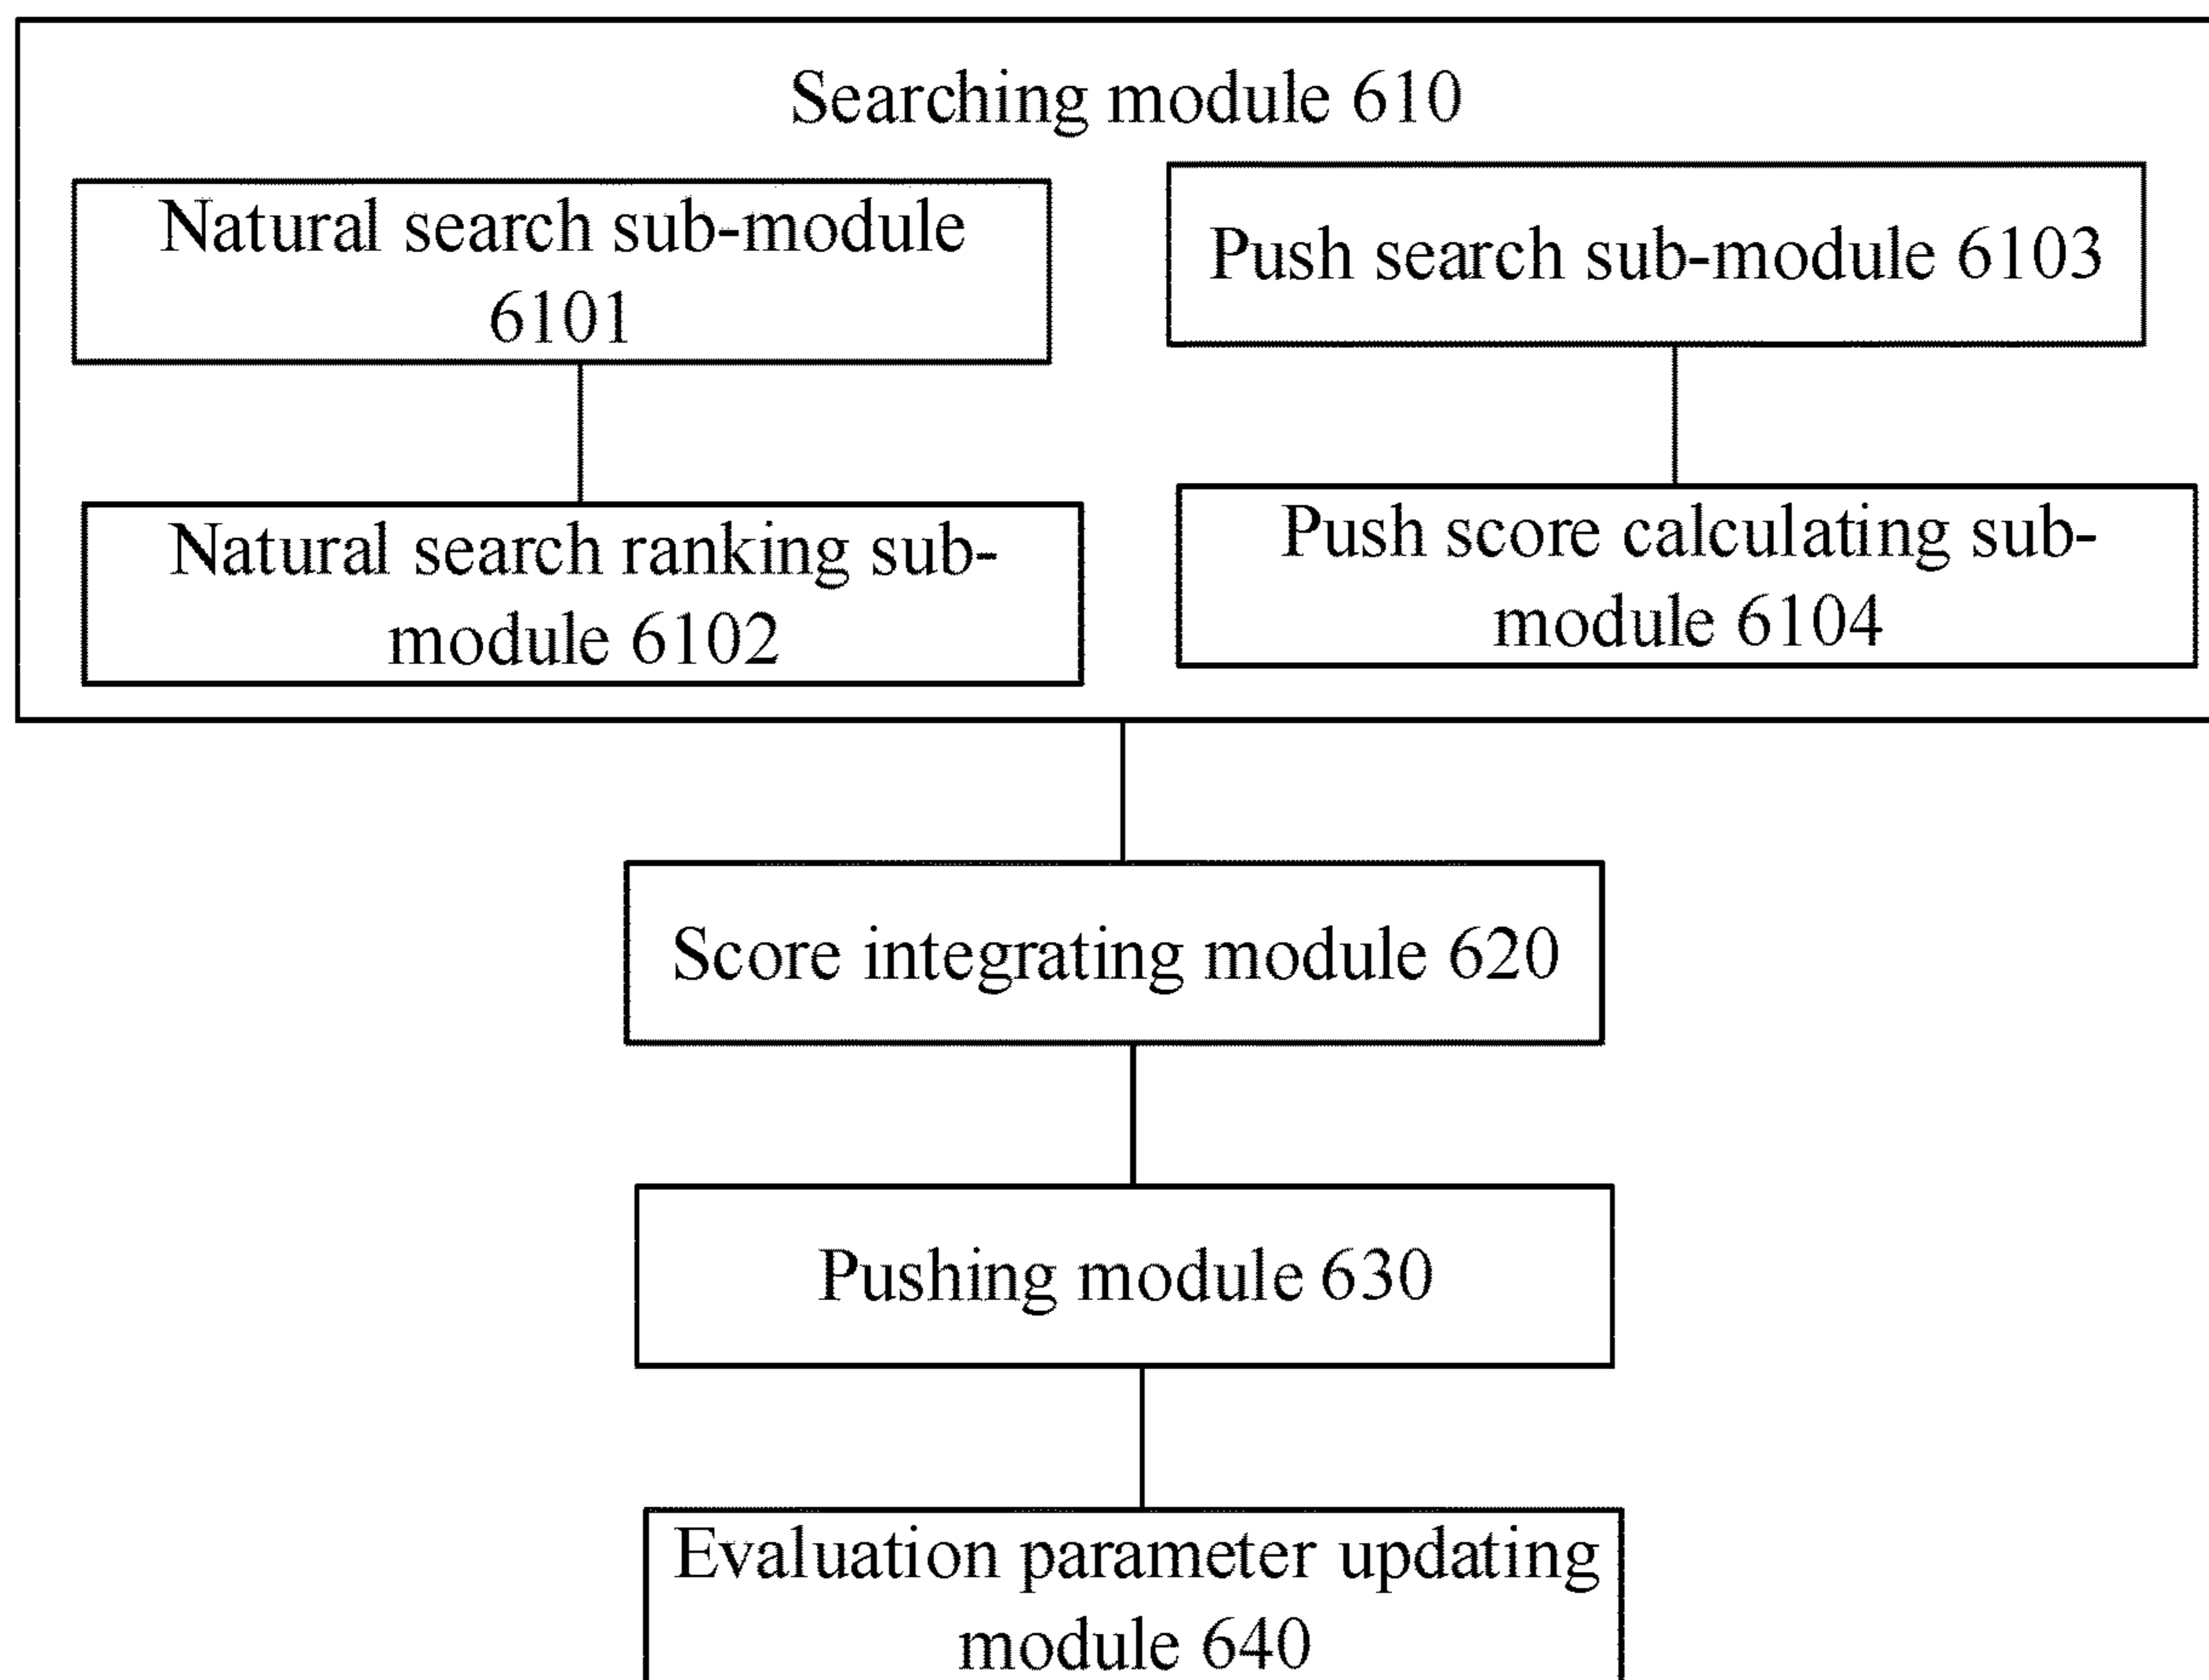 Searching module 610
Natural search sub-module
6101
Push search sub-module 6103
Natural search ranking sub-
module 6102
Push score calculating sub-
module 6104
Score integrating module 620
Pushing module 630
Evaluation parameter updating
module 640